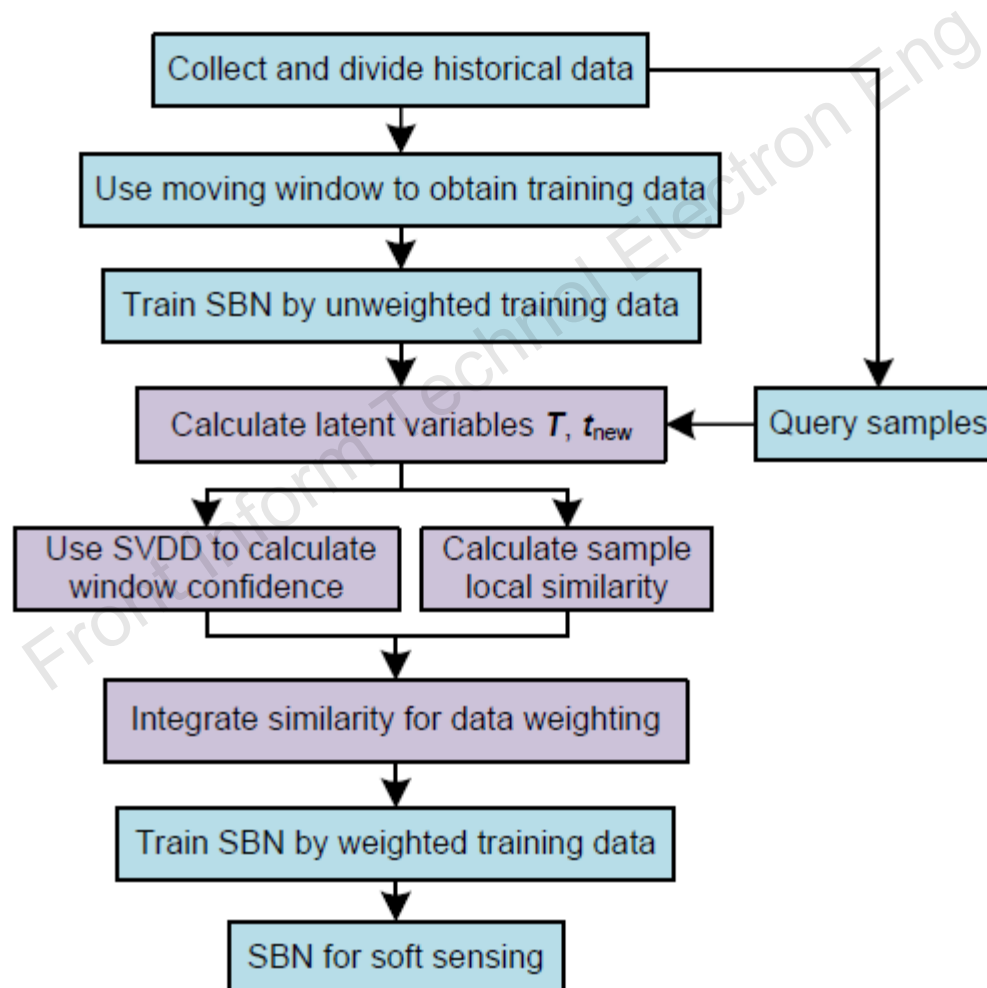 Collect and divide historical data
Use moving window to obtain training data
Train SBN by unweighted training data
Calculate latent variables T, tnew
Query samples
Use SVDD to calculate
window confidence
Calculate sample
local similarity
Integrate similarity for data weighting
Train SBN by weighted training data
SBN for soft sensing
Front Inform Technol Electron Eng